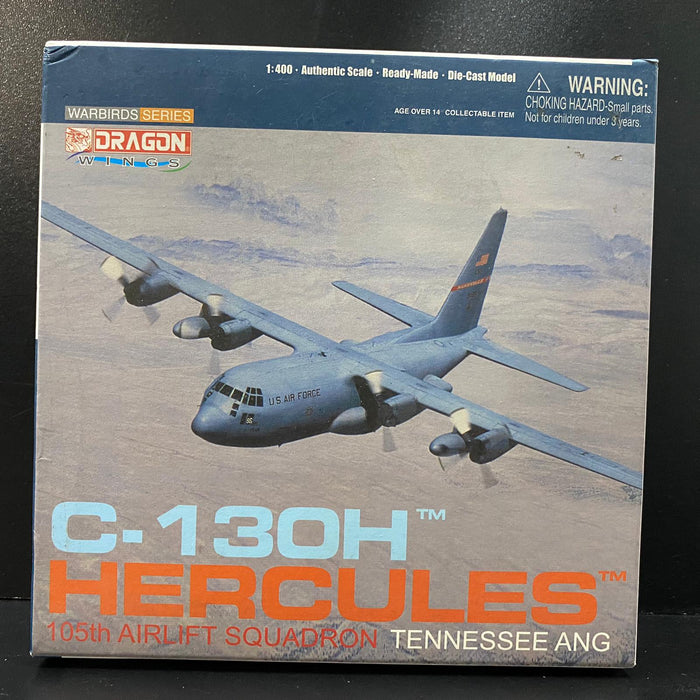 1:400 · Authentic Scale · Ready-Made · Die-Cast Model
WARNING:
CHOKING HAZARD-Small parts.
Not for children under 3 years.
AGE OVER 14 COLLECTABLE ITEM
WARBIRDS SERIES
DRAGON
WINGS
U.S. AIR FORCE
C-130H™
HERCULES™
105th AIRLIFT SQUADRON TENNESSEE ANG